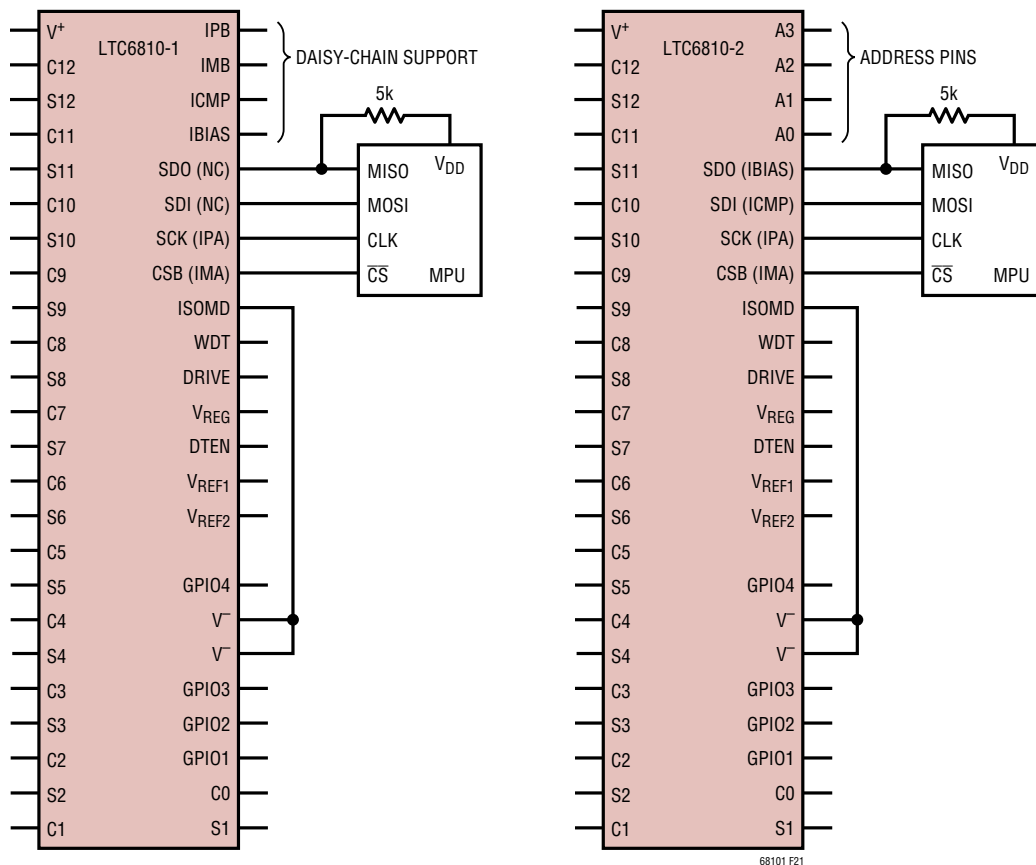 LTC6810-1
V+
C12
S12
C11
S11
C10
S10
C9
S9
C8
S8
C7
S7
C6
S6
C5
S5
C4
S4
C3
S3
C2
S2
C1
IPB
IMB
ICMP
IBIAS
SDO (NC)
SDI (NC)
SCK (IPA)
CSB (IMA)
ISOMD
WDT
DRIVE
VREG
DTEN
VREF1
VREF2
GPIO4
V–
V–
GPIO3
GPIO2
GPIO1
C0
S1
DAISY-CHAIN SUPPORT
5k
MISO VDD
MOSI
CLK
CS MPU
LTC6810-2
V+
C12
S12
C11
S11
C10
S10
C9
S9
C8
S8
C7
S7
C6
S6
C5
S5
C4
S4
C3
S3
C2
S2
C1
A3
A2
A1
A0
SDO (IBIAS)
SDI (ICMP)
SCK (IPA)
CSB (IMA)
ISOMD
WDT
DRIVE
VREG
DTEN
VREF1
VREF2
GPIO4
V–
V–
GPIO3
GPIO2
GPIO1
C0
S1
ADDRESS PINS
5k
MISO VDD
MOSI
CLK
CS MPU
68101 F21